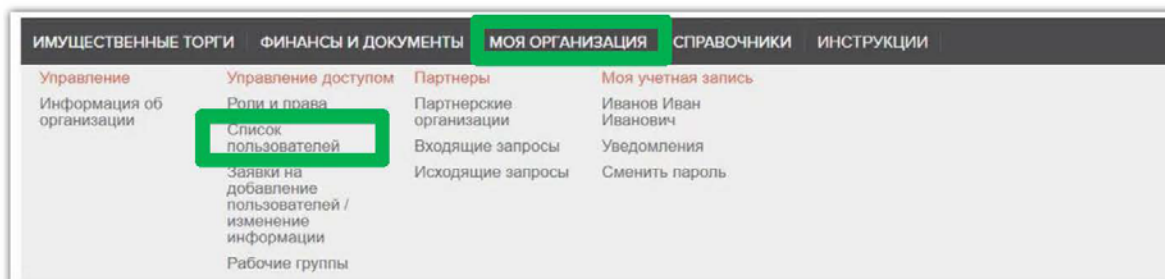 ИМУЩЕСТВЕННЫЕ ТОРГИ ФИНАНСЫ И ДОКУМЕНТЫ МОЯ ОРГАНИЗАЦИЯ СПРАВОЧНИКИ ИНСТРУКЦИИ
Управление
Информация об
организации
Управление доступом
Роли и права
Список
пользователей
Заявки на
добавление
пользователей /
изменение
информации
Рабочие группы
Партнеры
Партнерские
организации
Входящие запросы
Исходящие запросы
Моя учетная запись
Иванов Иван
Иванович
Уведомления
Сменить пароль